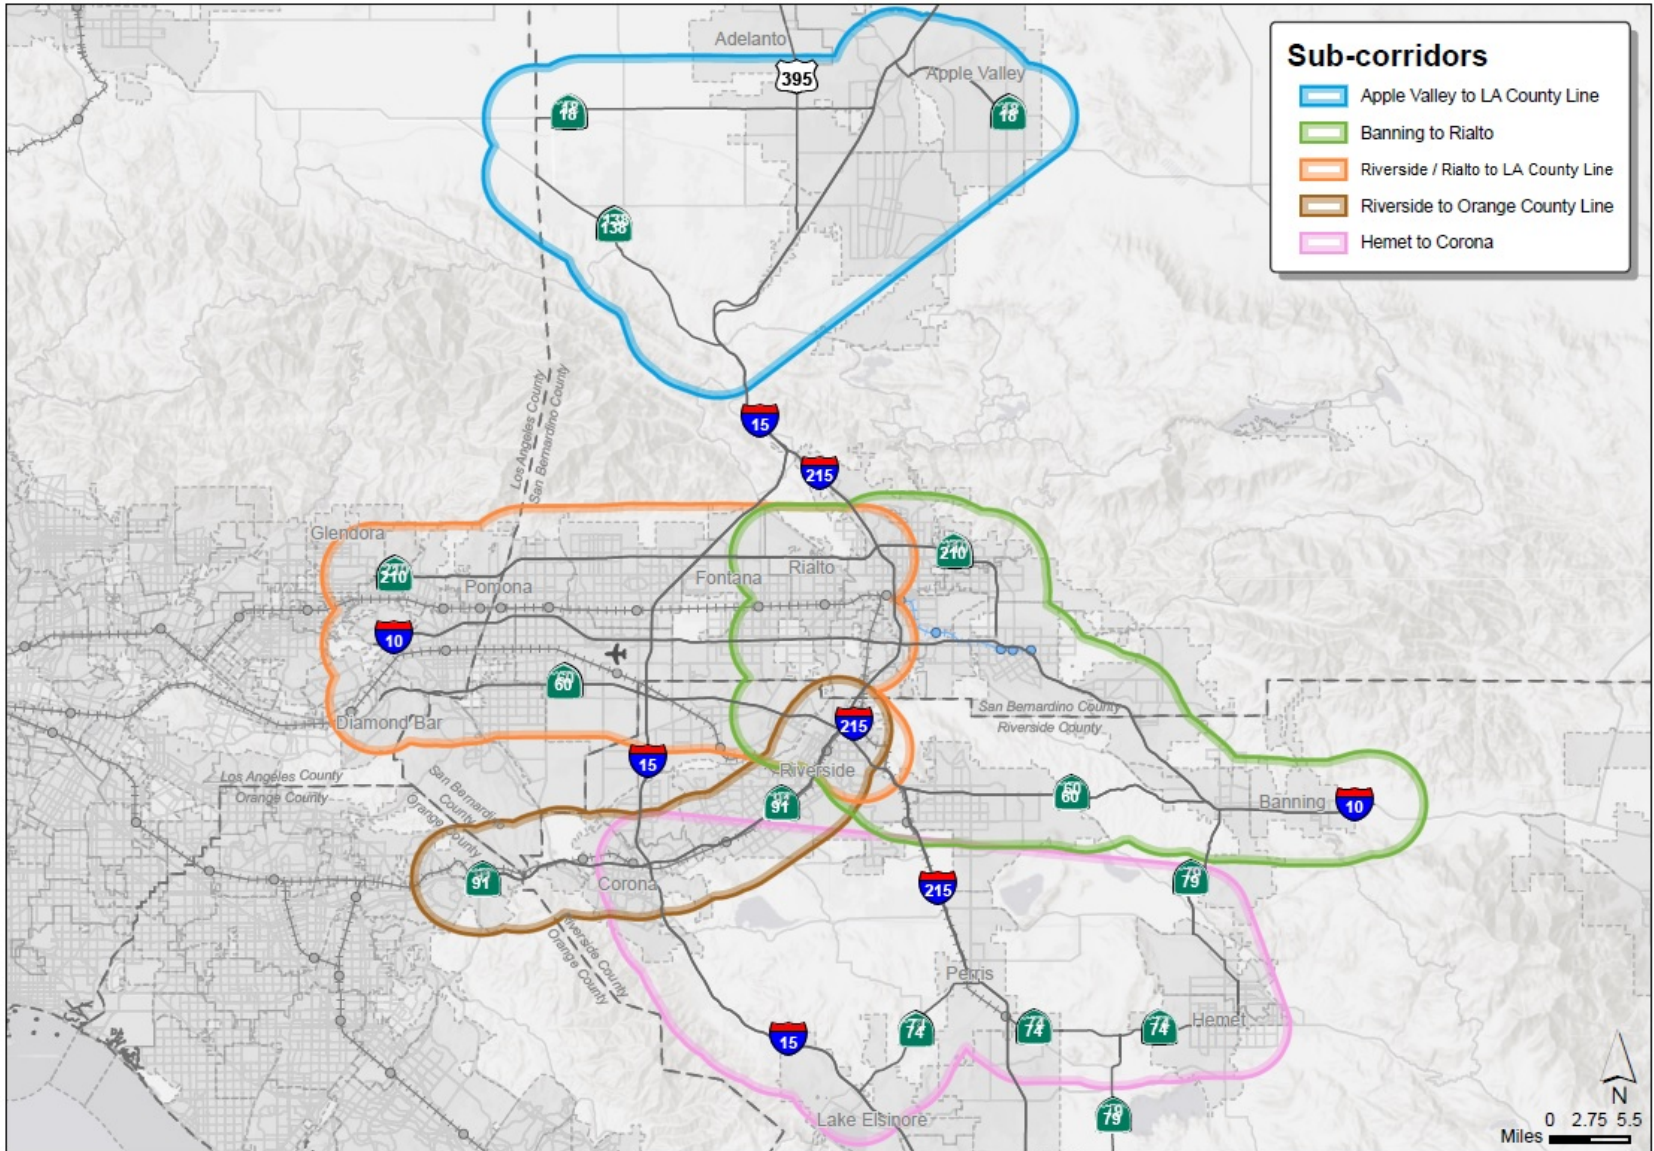 Adelanto
395
Apple Valley
18
18
138
Sub-corridors
Apple Valley to LA County Line
Banning to Rialto
Riverside / Rialto to LA County Line
Riverside to Orange County Line
Hemet to Corona
Los Angeles County
San Bernardino County
15
215
Glendora
210
Pomona
Fontana
Rialto
210
10
60
Diamond Bar
215
San Bernardino County
Riverside County
15
Riverside
Los Angeles County
Orange County
San Bernardino
County
Orange County
91
60
Banning
10
91
Corona
215
79
Riverside County
Orange County
Perris
74
74
74
Hemet
15
Lake Elsinore
79
N
0 2.75 5.5
Miles